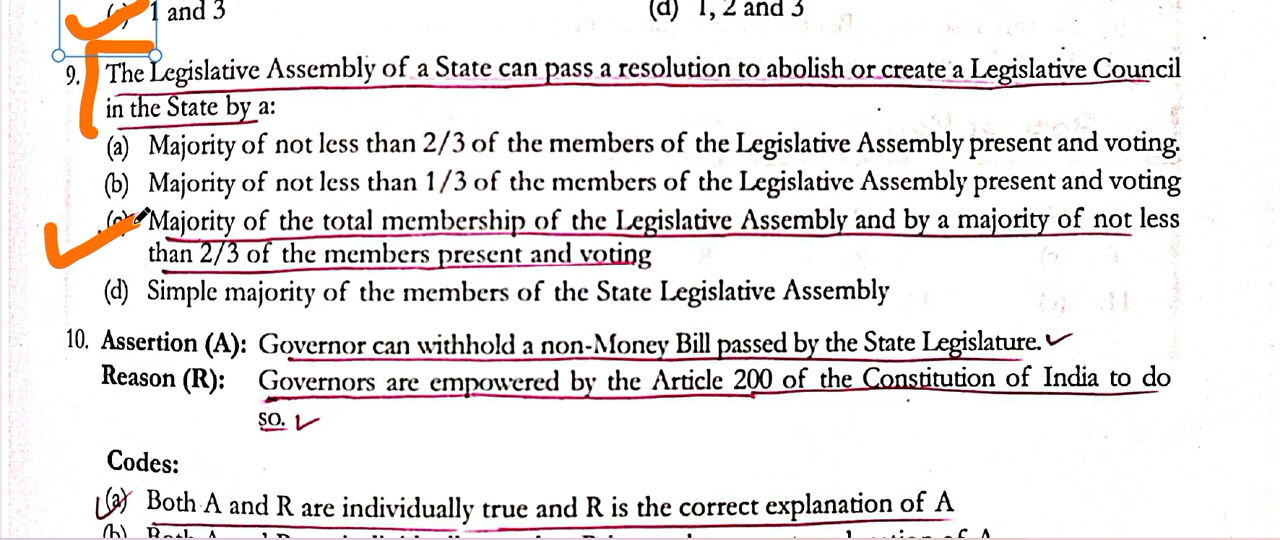 1 and 3 (d) 1, 2 and 3
9. The Legislative Assembly of a State can pass a resolution to abolish or create a Legislative Council
in the State by a:
(a) Majority of not less than 2/3 of the members of the Legislative Assembly present and voting.
(b) Majority of not less than 1/3 of the members of the Legislative Assembly present and voting
(c) Majority of the total membership of the Legislative Assembly and by a majority of not less
than 2/3 of the members present and voting
(d) Simple majority of the members of the State Legislative Assembly
10. Assertion (A): Governor can withhold a non-Money Bill passed by the State Legislature.
Reason (R): Governors are empowered by the Article 200 of the Constitution of India to do
so.
Codes:
(a) Both A and R are individually true and R is the correct explanation of A
(b) Both A